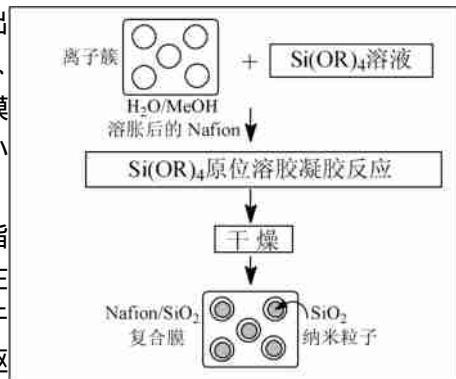 离子簇
+
Si(OR)4溶液
H₂O/MeOH
溶胀后的 Nafion
Si(OR)4原位溶胶凝胶反应
干 燥
Nafion/SiO₂
复合膜
SiO₂
纳米粒子